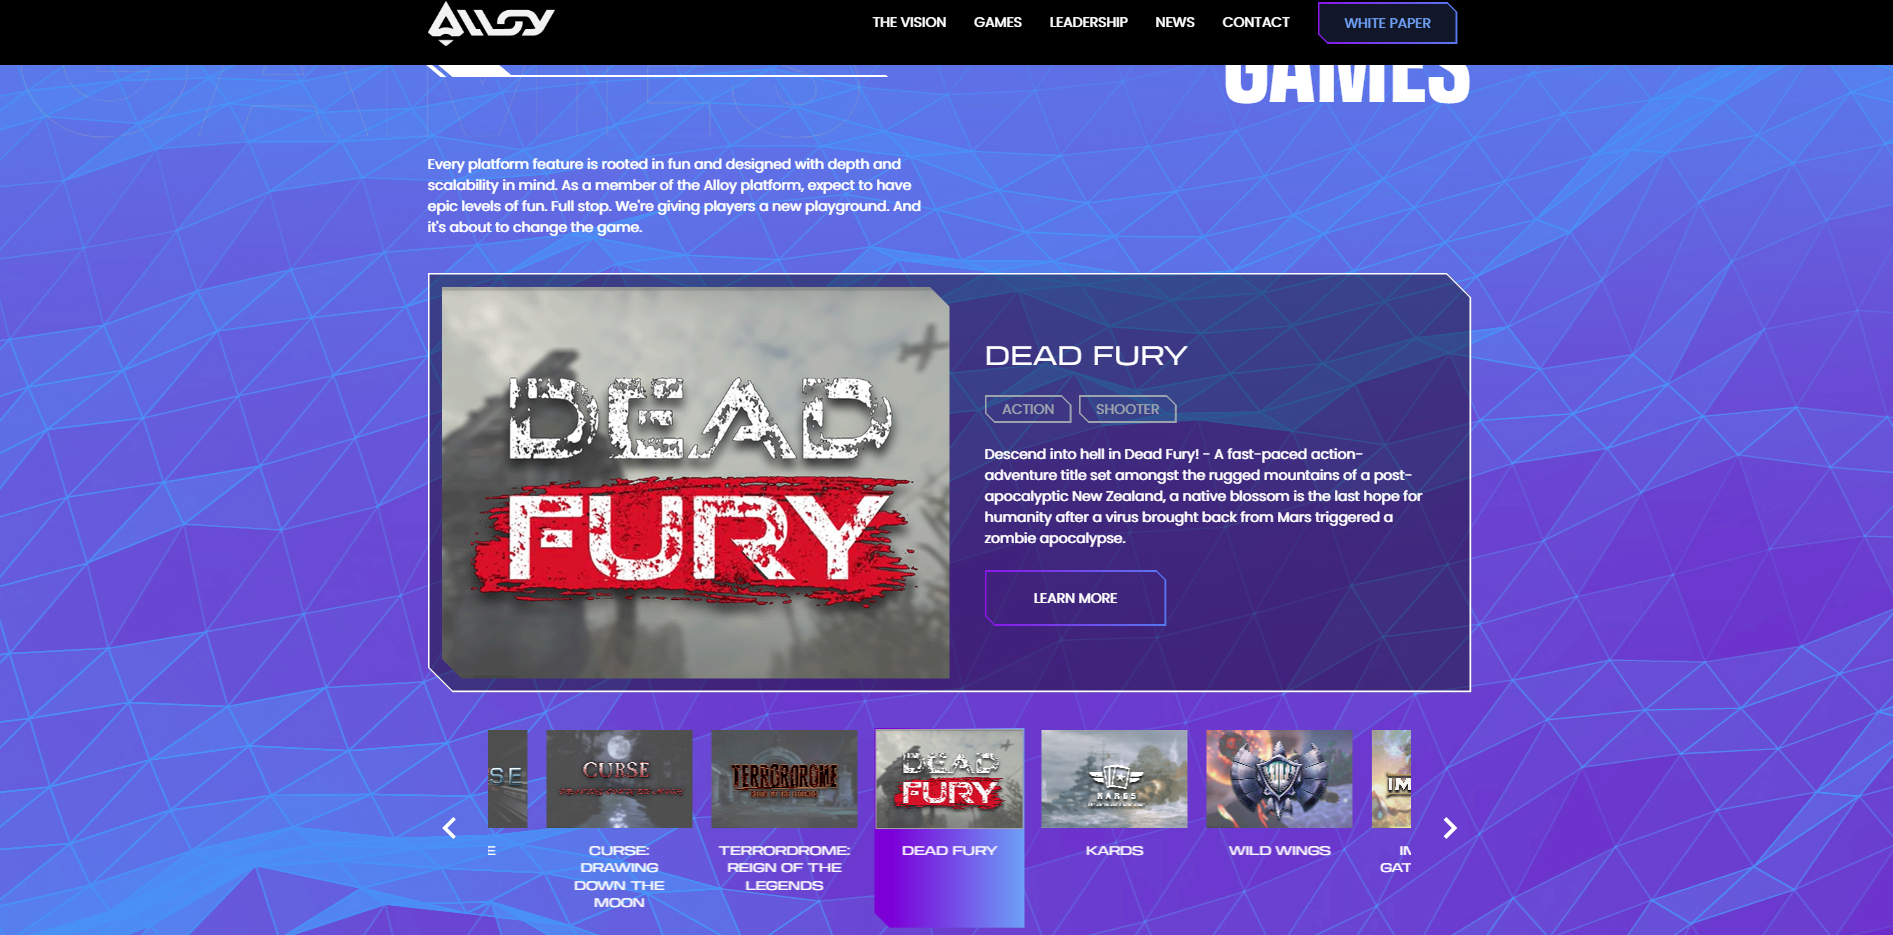 ALLOY
THE VISION
GAMES
LEADERSHIP
NEWS
CONTACT
WHITE PAPER
GAMES
GAMES
Every platform feature is rooted in fun and designed with depth and
scalability in mind. As a member of the Alloy platform, expect to have
epic levels of fun. Full stop. We're giving players a new playground. And
it's about to change the game.
DEAD
FURY
DEAD FURY
ACTION
SHOOTER
Descend into hell in Dead Fury! - A fast-paced action-
adventure title set amongst the rugged mountains of a post-
apocalyptic New Zealand, a native blossom is the last hope for
humanity after a virus brought back from Mars triggered a
zombie apocalypse.
LEARN MORE
SE
CURSE
TERRORDROME
DEAD
FURY
KARDS
E
CURSE:
DRAWING
DOWN THE
MOON
TERRORDROME:
REIGN OF THE
LEGENDS
DEAD FURY
KARDS
WILD WINGS
IM
GAT